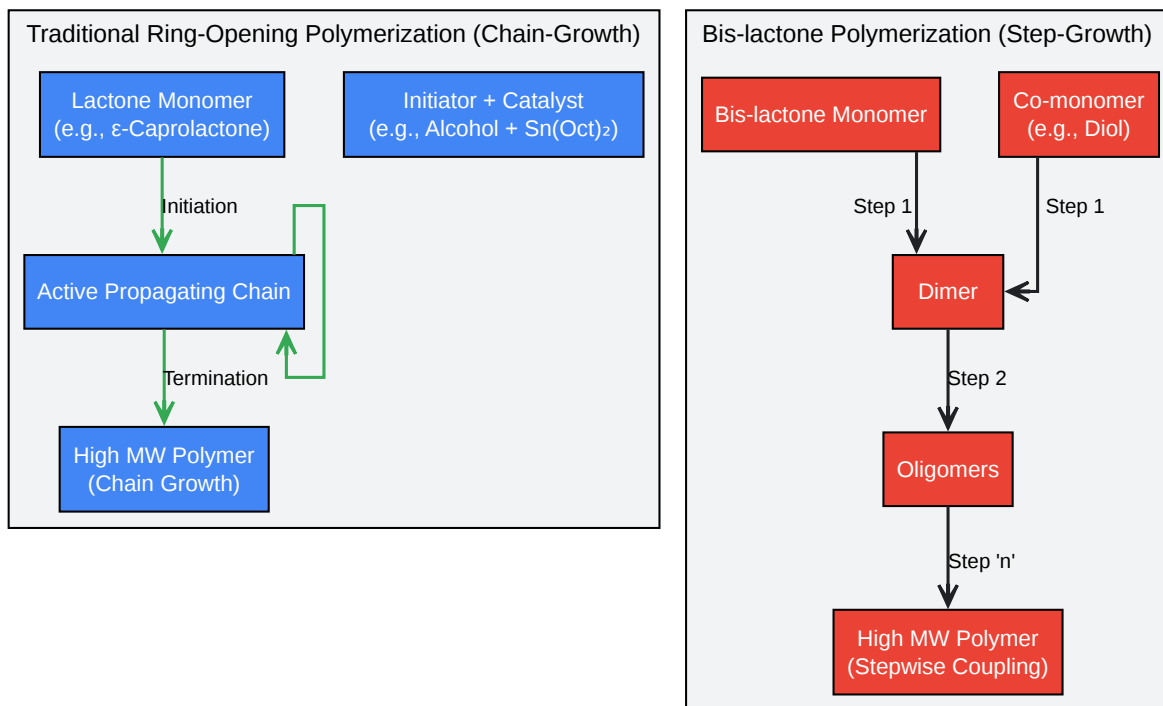 Traditional Ring-Opening Polymerization (Chain-Growth)
Lactone Monomer
(e.g., ε-Caprolactone)
Initiator + Catalyst
(e.g., Alcohol + Sn(Oct)₂)
Initiation
Active Propagating Chain
Termination
High MW Polymer
(Chain Growth)
Bis-lactone Polymerization (Step-Growth)
Bis-lactone Monomer
Co-monomer
(e.g., Diol)
Step 1
Step 1
Dimer
Step 2
Oligomers
Step 'n'
High MW Polymer
(Stepwise Coupling)